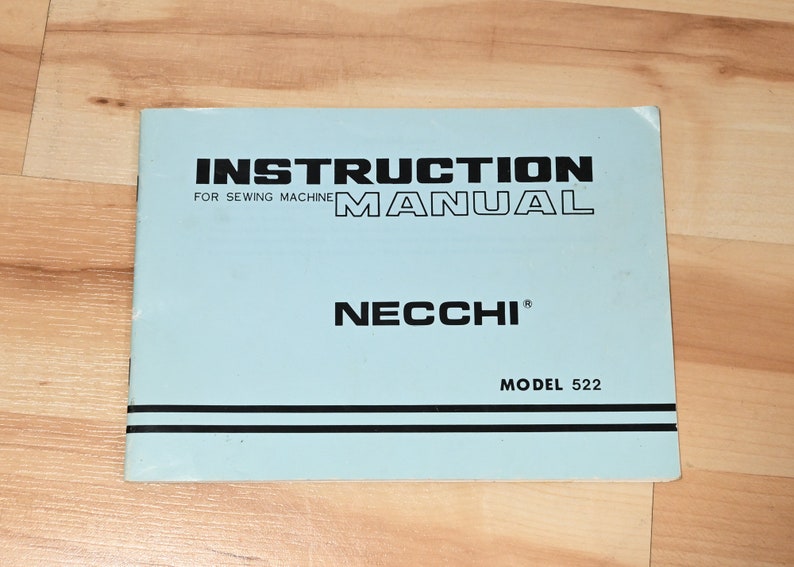 INSTRUCTION
FOR SEWING MACHINE MANUAL
NECCHI®
MODEL 522